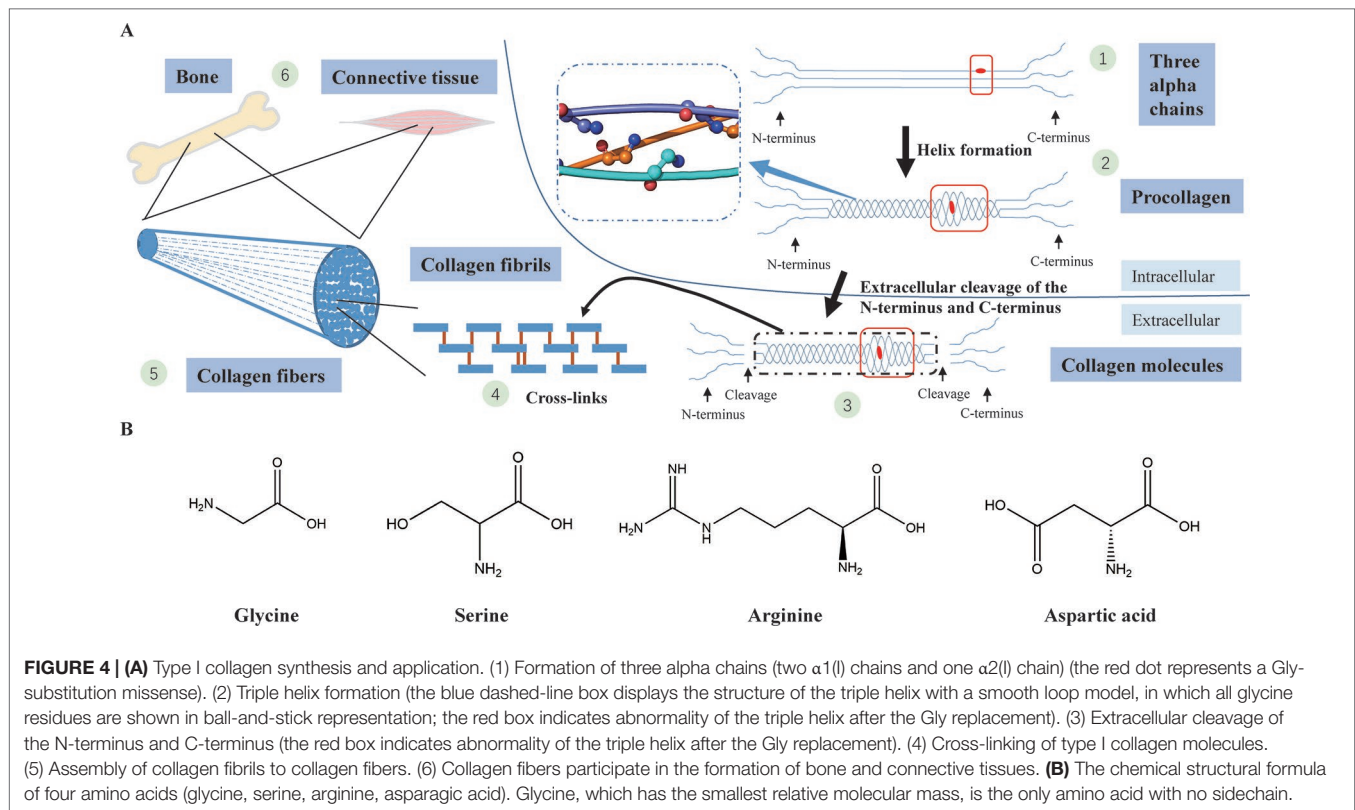 A
Bone
6
Connective tissue
1
Three
alpha
chains
N-terminus
C-terminus
Helix formation
2
Procollagen
N-terminus
C-terminus
Intracellular
Extracellular cleavage of the
N-terminus and C-terminus
Extracellular
Collagen fibrils
Collagen molecules
5
Collagen fibers
4
Cross-links
Cleavage
Cleavage
N-terminus
3
C-terminus
B
O
H₂N
OH
Glycine
O
HO
OH
NH₂
Serine
NH
O
H₂N
N
H
OH
NH₂
Arginine
O
HO
OH
O
NH₂
Aspartic acid
FIGURE 4 | (A) Type I collagen synthesis and application. (1) Formation of three alpha chains (two α1(I) chains and one α2(I) chain) (the red dot represents a Gly-
substitution missense). (2) Triple helix formation (the blue dashed-line box displays the structure of the triple helix with a smooth loop model, in which all glycine
residues are shown in ball-and-stick representation; the red box indicates abnormality of the triple helix after the Gly replacement). (3) Extracellular cleavage of
the N-terminus and C-terminus (the red box indicates abnormality of the triple helix after the Gly replacement). (4) Cross-linking of type I collagen molecules.
(5) Assembly of collagen fibrils to collagen fibers. (6) Collagen fibers participate in the formation of bone and connective tissues. (B) The chemical structural formula
of four amino acids (glycine, serine, arginine, asparagic acid). Glycine, which has the smallest relative molecular mass, is the only amino acid with no sidechain.